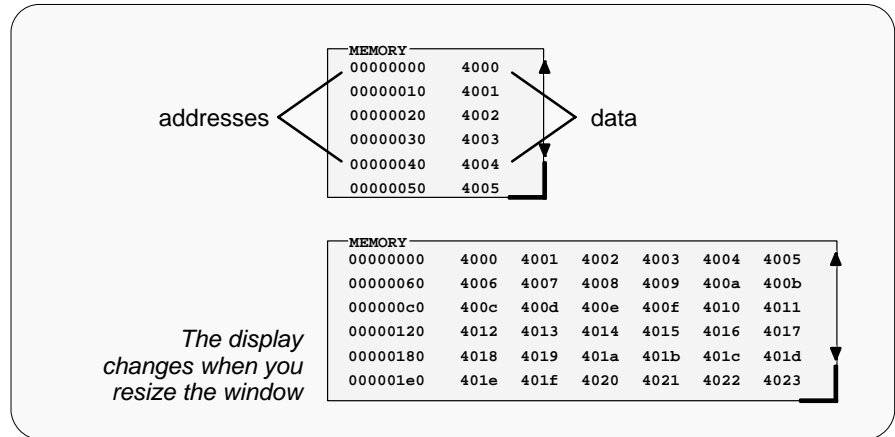 MEMORY
00000000 4000
00000010 4001
addresses 00000020 4002 data
00000030 4003
00000040 4004
00000050 4005
MEMORY
00000000 4000 4001 4002 4003 4004 4005
00000060 4006 4007 4008 4009 400a 400b
000000c0 400c 400d 400e 400f 4010 4011
00000120 4012 4013 4014 4015 4016 4017
00000180 4018 4019 401a 401b 401c 401d
000001e0 401e 401f 4020 4021 4022 4023
The display
changes when you
resize the window